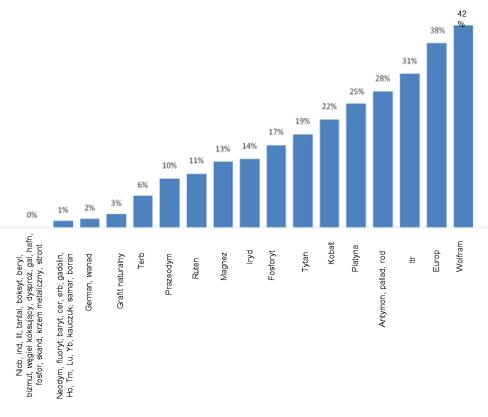 42
%
38%
31%
28%
25%
22%
19%
17%
14%
13%
11%
10%
6%
3%
2%
1%
0%
Niob, ind, lit, tantal, boksyt, beryl,
bizmut, węgiel koksujący, dysproz, gal, hafn,
fosfor, skand, krzem metaliczny, stront
Neodym, fluoryt, baryt, cer, erb, gadolin,
Ho, Tm, Lu, Yb, kauczuk, samar, boran
German, wanad
Grafit naturalny
Terb
Prazeodym
Ruten
Magnez
Iryd
Fosforyt
Tytan
Kobalt
Platyna
Antymon, pallad, rod
Itr
Europ
Wolfram